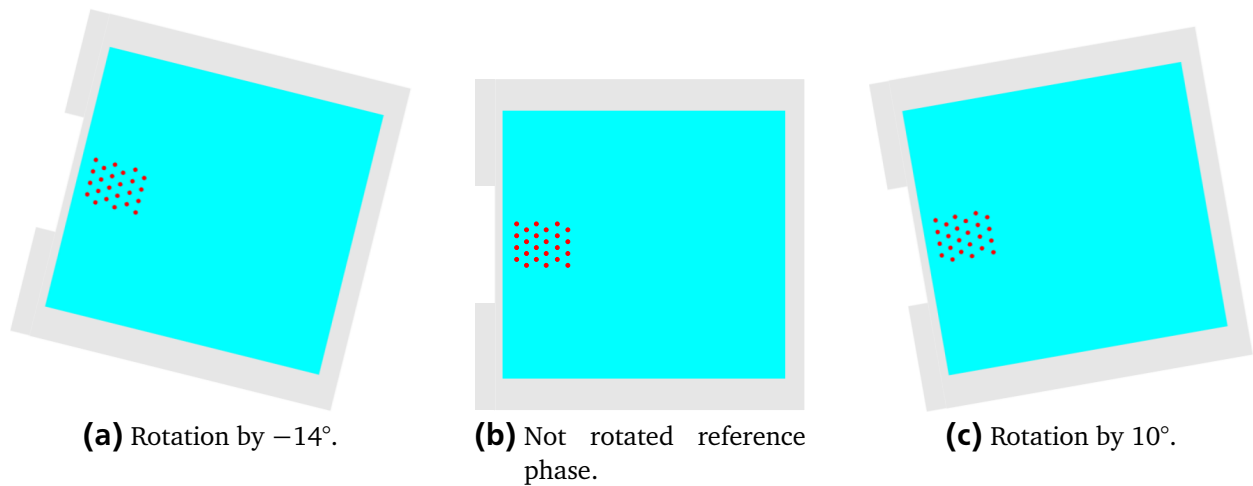 (a) Rotation by −14°.
(b) Not rotated reference
phase.
(c) Rotation by 10°.